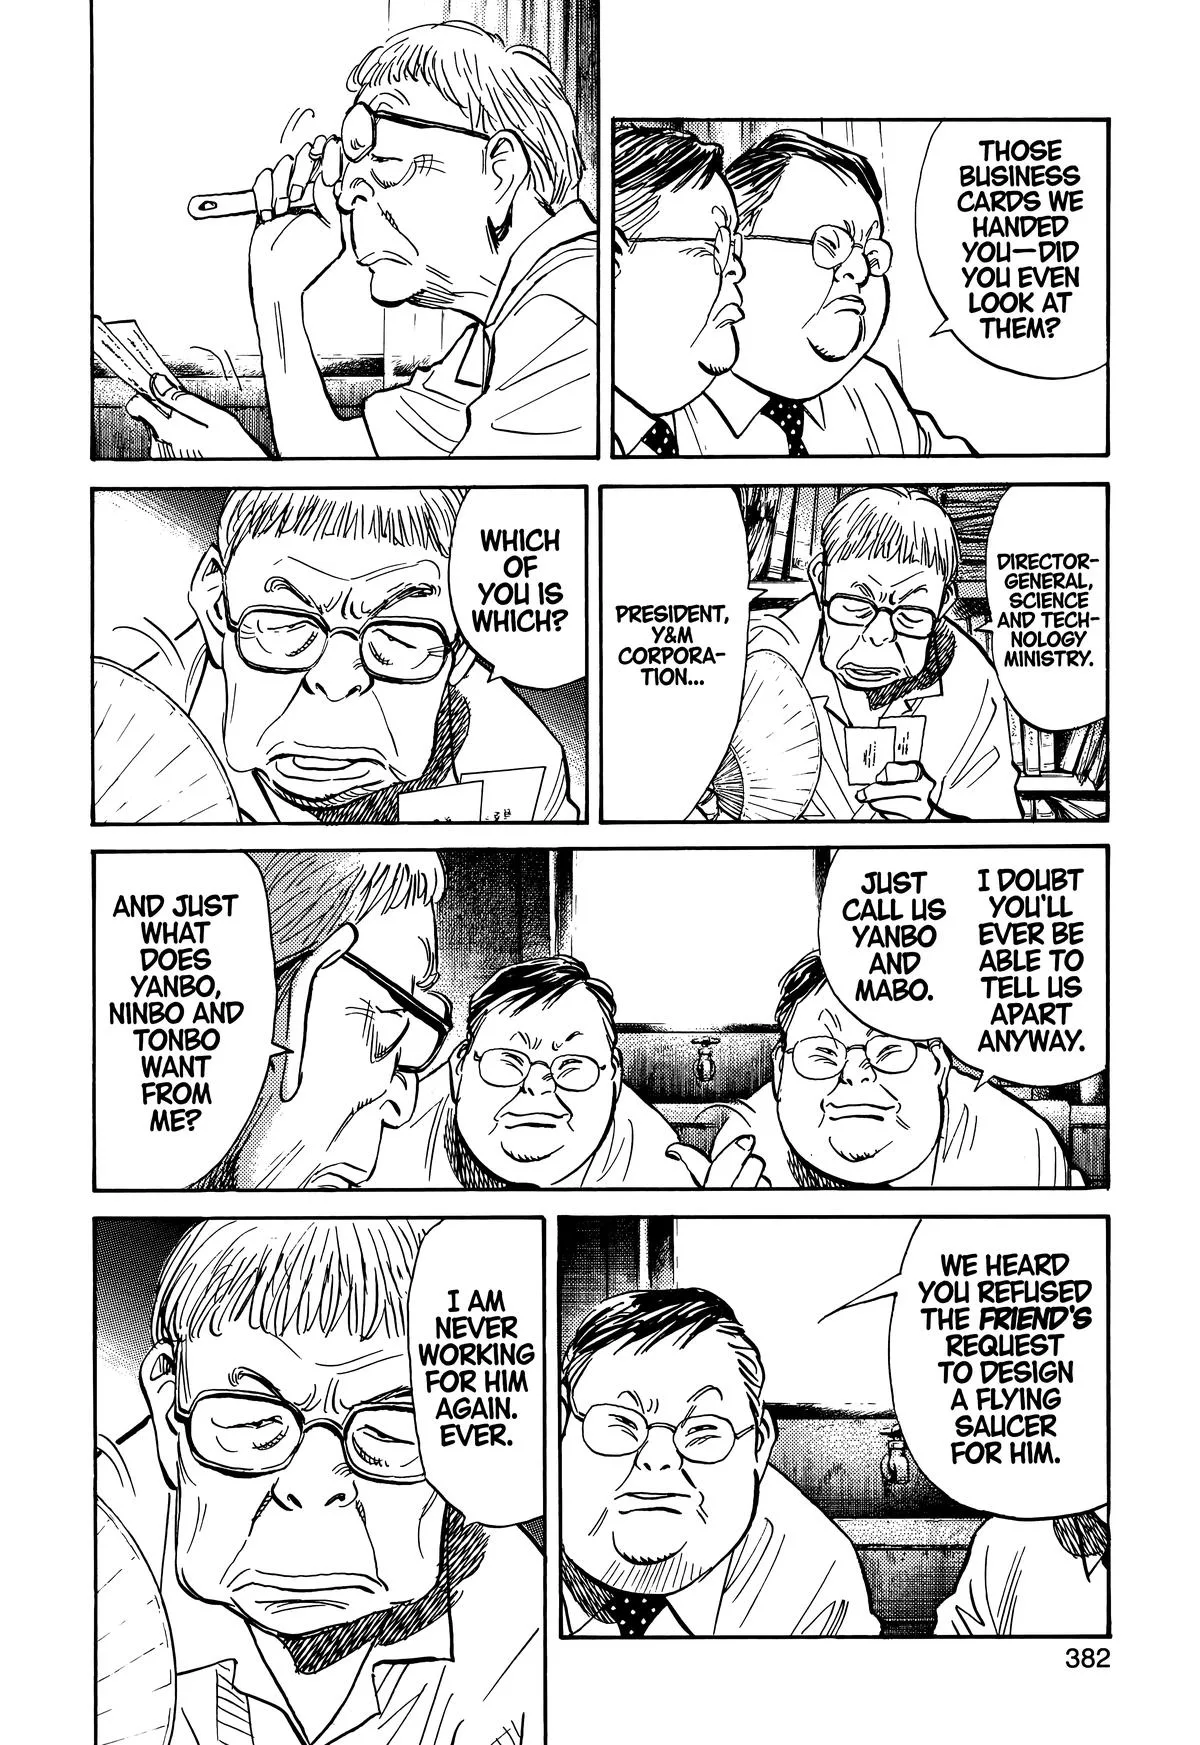 THOSE
BUSINESS
CARDS WE
HANDED
YOU—DID
YOU EVEN
LOOK AT
THEM?
DIRECTOR-
GENERAL,
SCIENCE
AND TECH-
NOLOGY
MINISTRY.
PRESIDENT,
Y&M
CORPORA-
TION...
WHICH
OF
YOU IS
WHICH?
I DOUBT
YOU'LL
EVER BE
ABLE TO
TELL US
APART
ANYWAY.
JUST
CALL US
YANBO
AND
MABO.
AND JUST
WHAT
DOES
YANBO,
NINBO AND
TONBO
WANT
FROM
ME?
WE HEARD
YOU REFUSED
THE FRIEND'S
REQUEST
TO DESIGN
A FLYING
SAUCER
FOR HIM.
I AM
NEVER
WORKING
FOR HIM
AGAIN.
EVER.
382